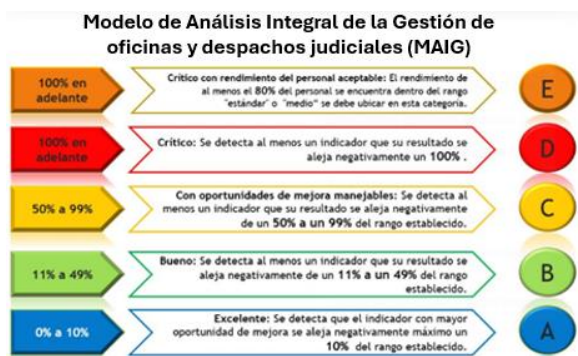 Modelo de Análisis Integral de la Gestión de
oficinas y despachos judiciales (MAIG)
100% en
adelante
Crítico con rendimiento del personal aceptable: El rendimiento de
al menos el 80% del personal se encuentra dentro del rango
"estándar" o "medio" se debe ubicar en esta categoría.
E
100% en
adelante
Crítico: Se detecta al menos un indicador que su resultado se
aleja negativamente un 100% .
D
50% a 99%
Con oportunidades de mejora manejables: Se detecta al
menos un indicador que su resultado se aleja negativamente
de un 50% a un 99% del rango establecido.
C
11% a 49%
Bueno: Se detecta al menos un indicador que su resultado se
aleja negativamente de un 11% a un 49% del rango
establecido.
B
0% a 10%
Excelente: Se detecta que el indicador con mayor
oportunidad de mejora se aleja negativamente máximo un
10% del rango establecido.
A